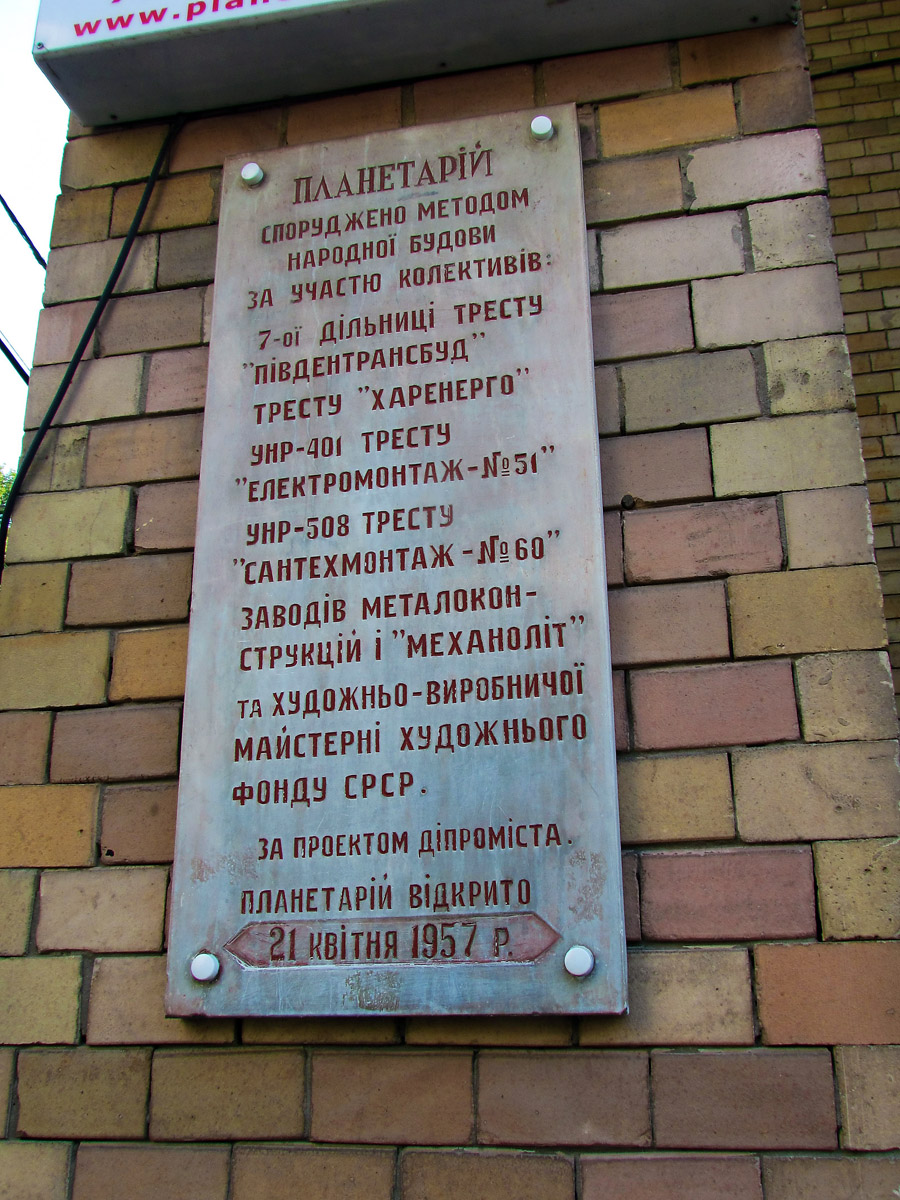 www.plane
ПЛАНЕТАРІЙ
СПОРУДЖЕНО МЕТОДОМ
НАРОДНОЇ БУДОВИ
ЗА УЧАСТЮ КОЛЕКТИВІВ:
7-ОЇ ДІЛЬНИЦІ ТРЕСТУ
"ПІВДЕНТРАНСБУД"
ТРЕСТУ "ХАРЕНЕРГО"
УНР-401 ТРЕСТУ
"ЕЛЕКТРОМОНТАЖ-№51"
УНР-508 ТРЕСТУ
"САНТЕХМОНТАЖ-№60"
ЗАВОДІВ МЕТАЛОКОН-
СТРУКЦІЙ І "МЕХАНОЛІТ"
ТА ХУДОЖНЬО-ВИРОБНИЧОЇ
МАЙСТЕРНІ ХУДОЖНЬОГО
ФОНДУ СРСР.
ЗА ПРОЕКТОМ ДІПРОМІСТА.
ПЛАНЕТАРІЙ ВІДКРИТО
21 КВІТНЯ 1957 Р.